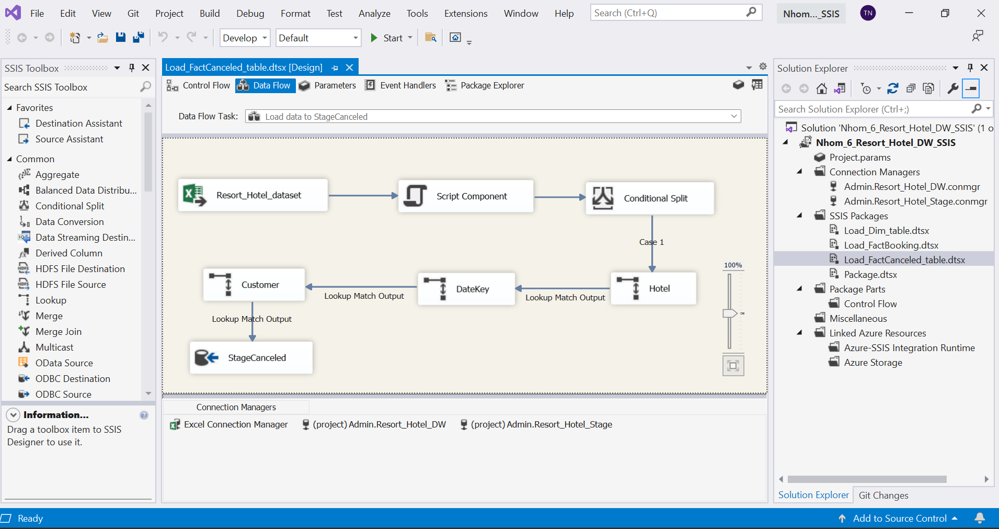 File Edit View Git Project Build Debug Format Test Analyze Tools Extensions Window Help Search (Ctrl+Q) Nhom..._SSIS TN
Develop Default Start
SSIS Toolbox
Search SSIS Toolbox
Favorites
Destination Assistant
Source Assistant
Common
Aggregate
Balanced Data Distribu...
Conditional Split
Data Conversion
Data Streaming Destin...
Derived Column
HDFS File Destination
HDFS File Source
Lookup
Merge
Merge Join
Multicast
OData Source
ODBC Destination
ODBC Source
Information...
Drag a toolbox item to SSIS
Designer to use it.
Load_FactCanceled_table.dtsx [Design]
Control Flow Data Flow Parameters Event Handlers Package Explorer
Data Flow Task: Load data to StageCanceled
Resort_Hotel_dataset
Script Component
Conditional Split
Case 1
Hotel
Lookup Match Output
DateKey
Lookup Match Output
Customer
Lookup Match Output
StageCanceled
100%
Connection Managers
Excel Connection Manager (project) Admin.Resort_Hotel_DW (project) Admin.Resort_Hotel_Stage
Solution Explorer
Search Solution Explorer (Ctrl+;)
Solution 'Nhom_6_Resort_Hotel_DW_SSIS' (1 o
Nhom_6_Resort_Hotel_DW_SSIS
Project.params
Connection Managers
Admin.Resort_Hotel_DW.conmgr
Admin.Resort_Hotel_Stage.conmgr
SSIS Packages
Load_Dim_table.dtsx
Load_FactBooking.dtsx
Load_FactCanceled_table.dtsx
Package.dtsx
Package Parts
Control Flow
Miscellaneous
Linked Azure Resources
Azure-SSIS Integration Runtime
Azure Storage
Solution Explorer Git Changes
Ready Add to Source Control